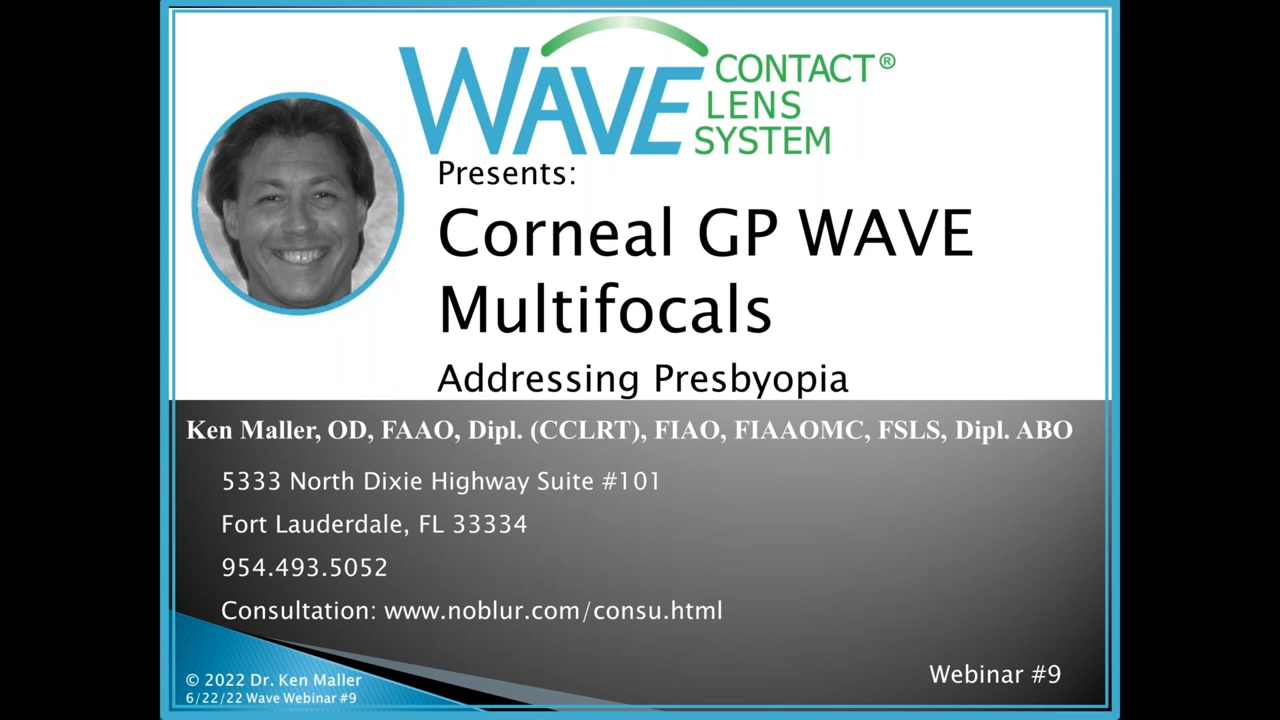 WAVE CONTACT®
LENS
SYSTEM
Presents:
Corneal GP WAVE
Multifocals
Addressing Presbyopia
Ken Maller, OD, FAAO, Dipl. (CCLRT), FIAO, FIAAOMC, FSLS, Dipl. ABO
5333 North Dixie Highway Suite #101
Fort Lauderdale, FL 33334
954.493.5052
Consultation: www.noblur.com/consu.html
Webinar #9
© 2022 Dr. Ken Maller
6/22/22 Wave Webinar #9